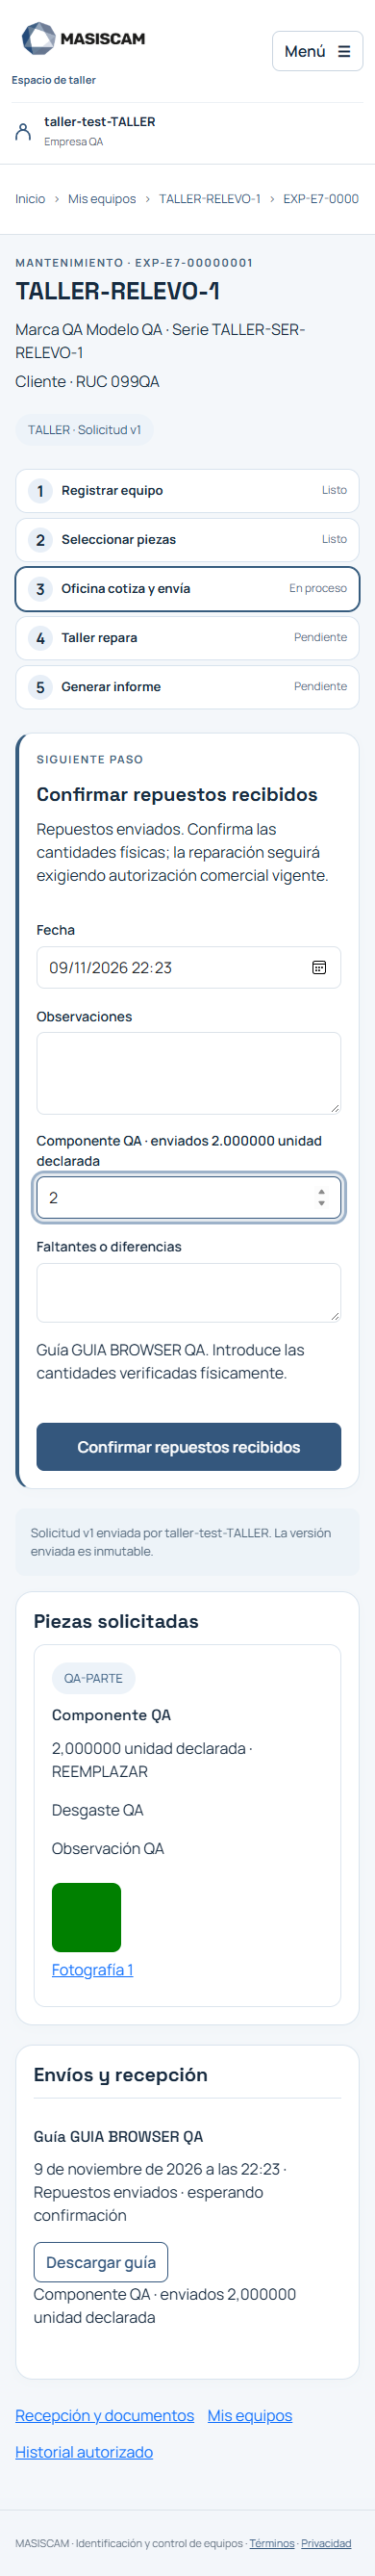 MASISCAM
Menú ☰
Espacio de taller
taller-test-TALLER
Empresa QA
Inicio › Mis equipos › TALLER-RELEVO-1 › EXP-E7-0000
MANTENIMIENTO · EXP-E7-00000001
TALLER-RELEVO-1
Marca QA Modelo QA · Serie TALLER-SER-
RELEVO-1
Cliente · RUC 099QA
TALLER · Solicitud v1
1 Registrar equipo Listo
2 Seleccionar piezas Listo
3 Oficina cotiza y envía En proceso
4 Taller repara Pendiente
5 Generar informe Pendiente
SIGUIENTE PASO
Confirmar repuestos recibidos
Repuestos enviados. Confirma las
cantidades físicas; la reparación seguirá
exigiendo autorización comercial vigente.
Fecha
09/11/2026 22:23
Observaciones
Componente QA · enviados 2.000000 unidad
declarada
2
Faltantes o diferencias
Guía GUIA BROWSER QA. Introduce las
cantidades verificadas físicamente.
Confirmar repuestos recibidos
Solicitud v1 enviada por taller-test-TALLER. La versión
enviada es inmutable.
Piezas solicitadas
QA-PARTE
Componente QA
2,000000 unidad declarada ·
REEMPLAZAR
Desgaste QA
Observación QA
Fotografía 1
Envíos y recepción
Guía GUIA BROWSER QA
9 de noviembre de 2026 a las 22:23 ·
Repuestos enviados · esperando
confirmación
Descargar guía
Componente QA · enviados 2,000000
unidad declarada
Recepción y documentos Mis equipos
Historial autorizado
MASISCAM · Identificación y control de equipos · Términos · Privacidad